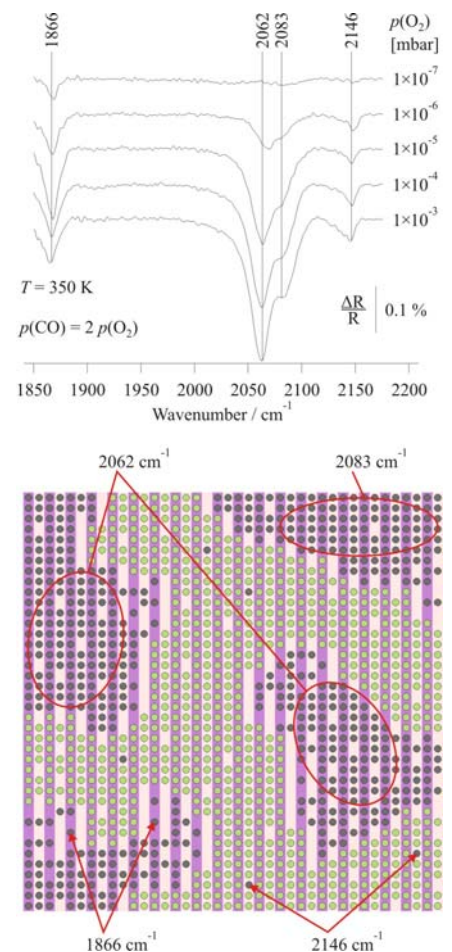 1866
2062
2083
2146
p(O₂)
[mbar]
1×10⁻⁷
1×10⁻⁶
1×10⁻⁵
1×10⁻⁴
1×10⁻³
T = 350 K
p(CO) = 2 p(O₂)
ΔR
R
0.1 %
1850 1900 1950 2000 2050 2100 2150 2200
Wavenumber / cm⁻¹
2062 cm⁻¹ 2083 cm⁻¹
1866 cm⁻¹ 2146 cm⁻¹